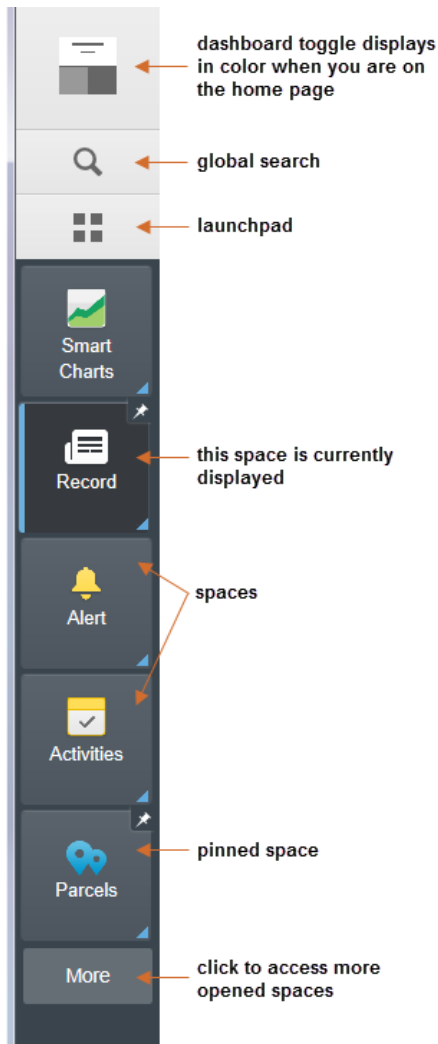 dashboard toggle displays
in color when you are on
the home page
global search
launchpad
Smart
Charts
this space is currently
displayed
Record
spaces
Alert
Activities
pinned space
Parcels
click to access more
opened spaces
More